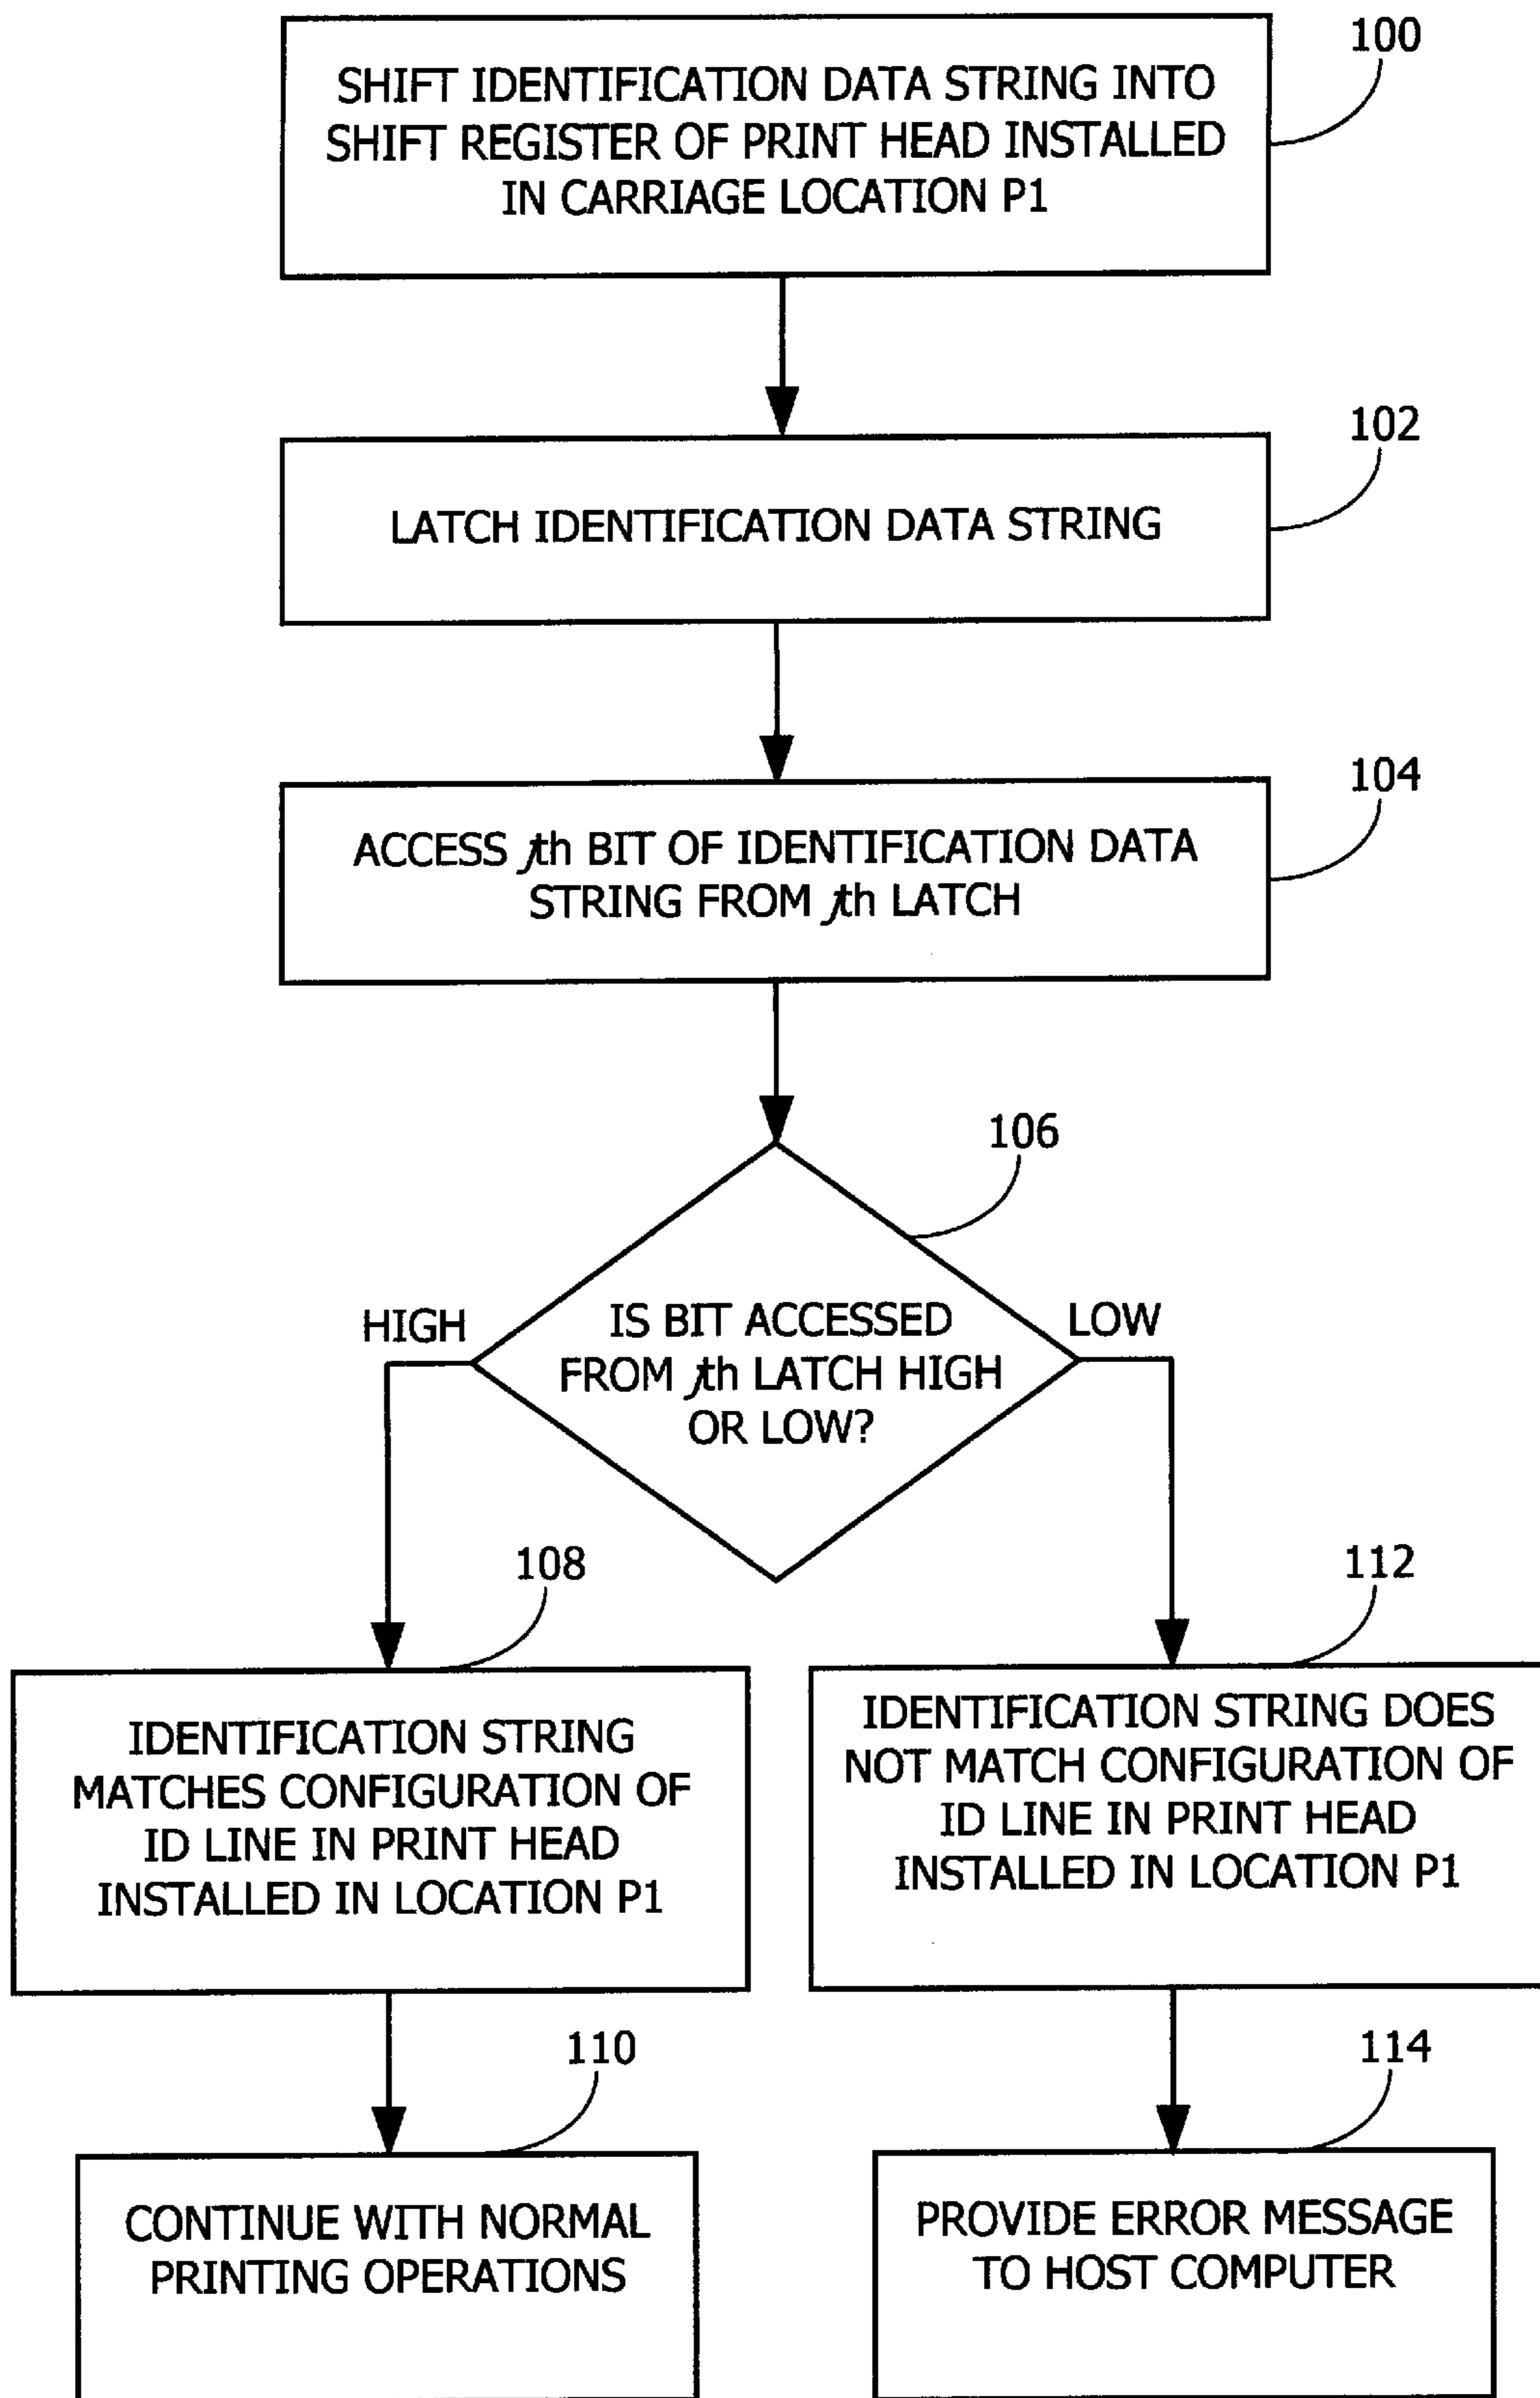 100
SHIFT IDENTIFICATION DATA STRING INTO
SHIFT REGISTER OF PRINT HEAD INSTALLED
IN CARRIAGE LOCATION P1
102
LATCH IDENTIFICATION DATA STRING
104
ACCESS jth BIT OF IDENTIFICATION DATA
STRING FROM jth LATCH
106
HIGH
IS BIT ACCESSED
FROM jth LATCH HIGH
OR LOW?
LOW
108
IDENTIFICATION STRING
MATCHES CONFIGURATION OF
ID LINE IN PRINT HEAD
INSTALLED IN LOCATION P1
112
IDENTIFICATION STRING DOES
NOT MATCH CONFIGURATION OF
ID LINE IN PRINT HEAD
INSTALLED IN LOCATION P1
110
CONTINUE WITH NORMAL
PRINTING OPERATIONS
114
PROVIDE ERROR MESSAGE
TO HOST COMPUTER